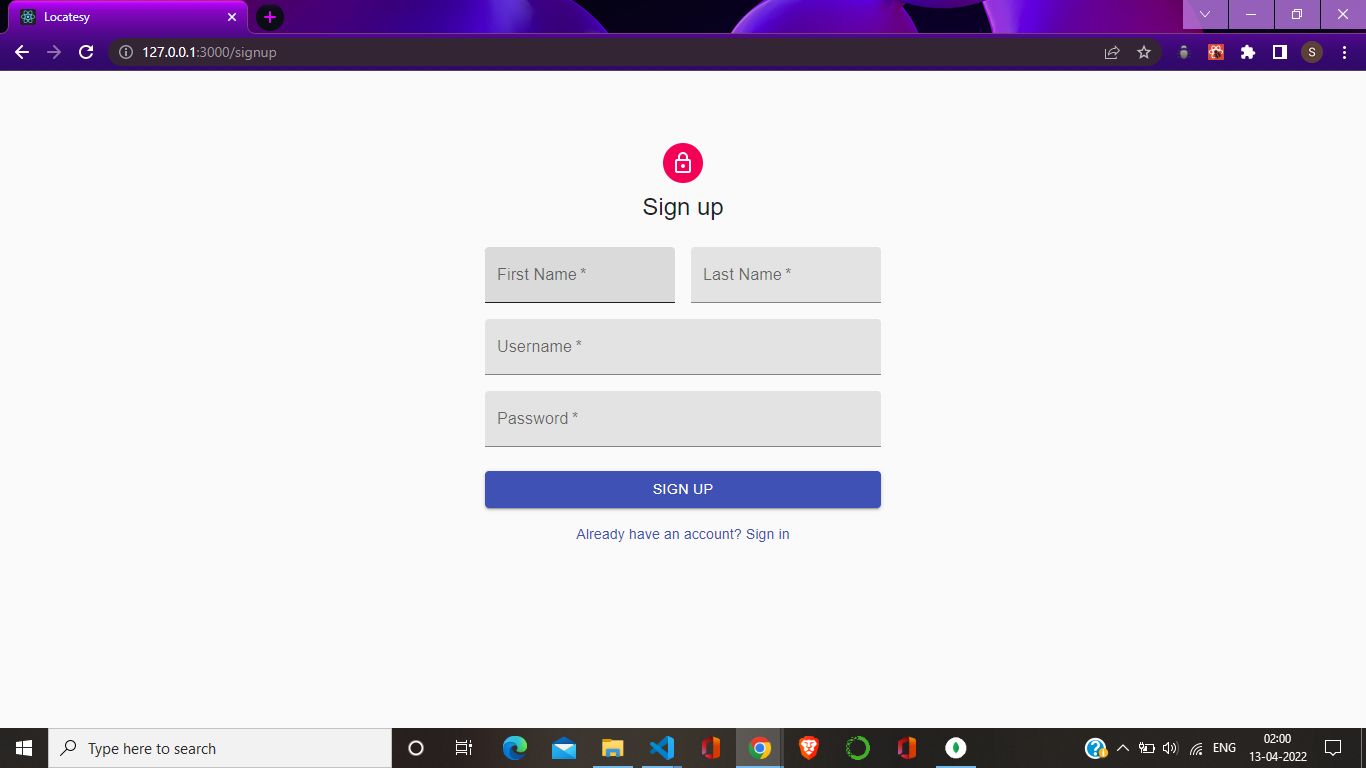 Locatesy
127.0.0.1:3000/signup
S
Sign up
First Name *
Last Name *
Username *
Password *
SIGN UP
Already have an account? Sign in
Type here to search
ENG
02:00
13-04-2022